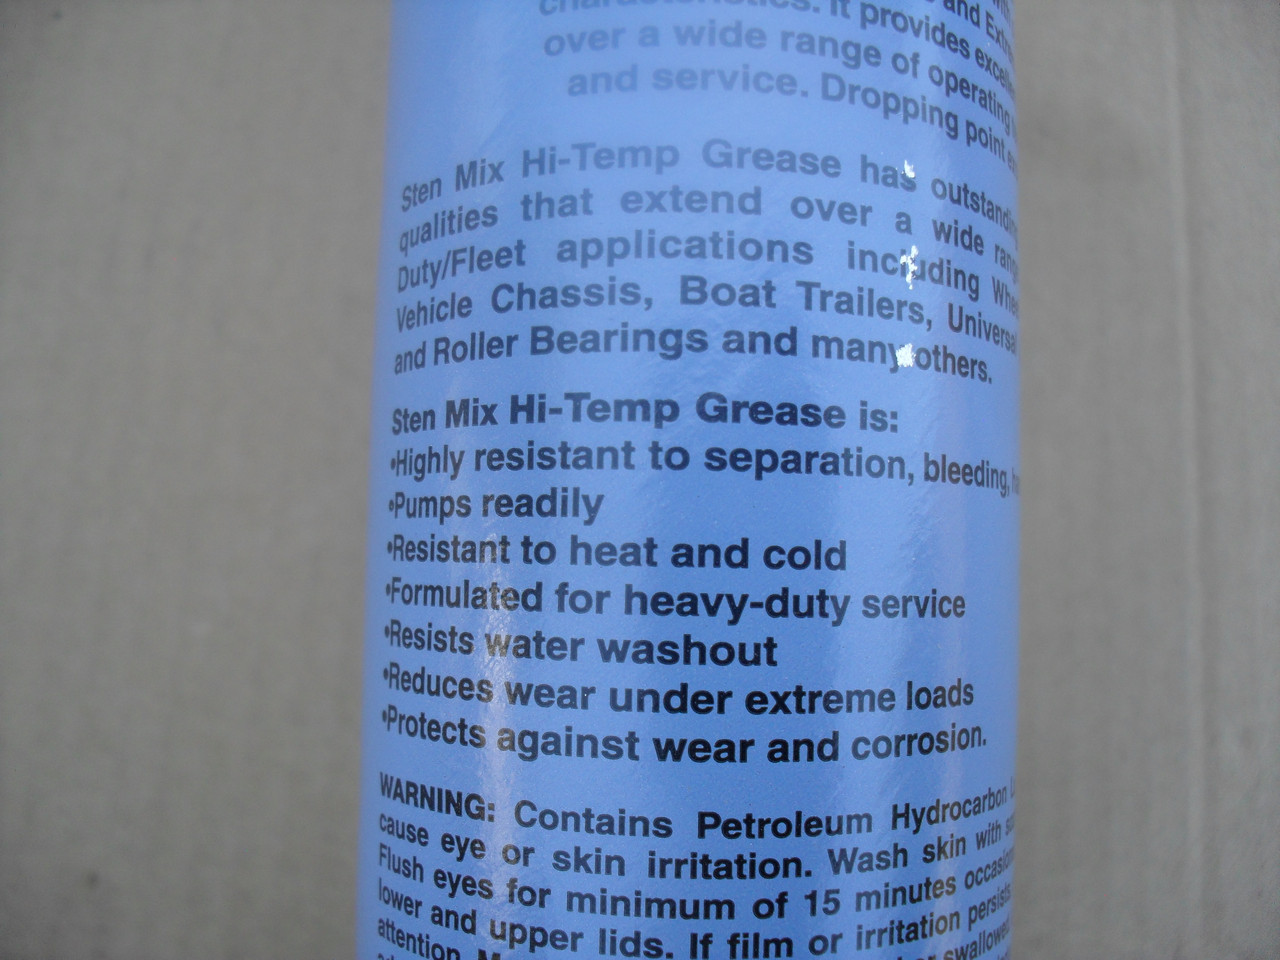 and
characteristics. It provides
over a wide range of operating
and service. Dropping point
Sten Mix Hi-Temp Grease has
qualities that extend over a wide
Duty/Fleet applications including
Vehicle Chassis, Boat Trailers, Universal
and Roller Bearings and many others.
Sten Mix Hi-Temp Grease is:
•Highly resistant to separation, bleeding,
•Pumps readily
•Resistant to heat and cold
•Formulated for heavy-duty service
•Resists water washout
•Reduces wear under extreme loads
•Protects against wear and corrosion.
WARNING: Contains Petroleum Hydrocarbon
cause eye or skin irritation. Wash skin with
Flush eyes for minimum of 15 minutes
lower and upper lids. If film or irritation persists
attention.